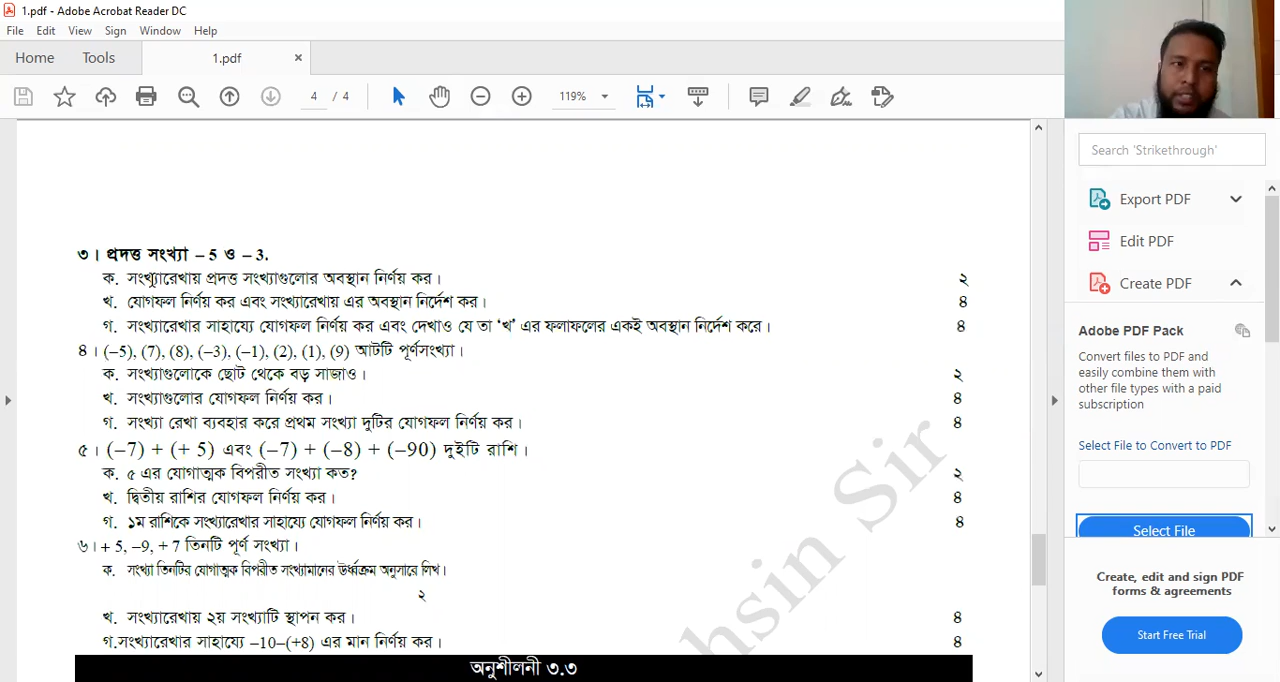 1.pdf - Adobe Acrobat Reader DC
File Edit View Sign Window Help
Home Tools 1.pdf ×
4 / 4 119%
Search 'Strikethrough'
Export PDF
Edit PDF
Create PDF
Adobe PDF Pack
Convert files to PDF and
easily combine them with
other file types with a paid
subscription
Select File to Convert to PDF
Select File
Create, edit and sign PDF
forms & agreements
Start Free Trial
৩। প্রদত্ত সংখ্যা – 5 ও – 3.
ক. সংখ্যারেখায় প্রদত্ত সংখ্যাগুলোর অবস্থান নির্ণয় কর। ২
খ. যোগফল নির্ণয় কর এবং সংখ্যারেখায় এর অবস্থান নির্দেশ কর। ৪
গ. সংখ্যারেখার সাহায্যে যোগফল নির্ণয় কর এবং দেখাও যে তা ‘খ’ এর ফলাফলের একই অবস্থান নির্দেশ করে। ৪
৪। (–5), (7), (8), (–3), (–1), (2), (1), (9) আটটি পূর্ণসংখ্যা।
ক. সংখ্যাগুলোকে ছোট থেকে বড় সাজাও। ২
খ. সংখ্যাগুলোর যোগফল নির্ণয় কর। ৪
গ. সংখ্যা রেখা ব্যবহার করে প্রথম সংখ্যা দুটির যোগফল নির্ণয় কর। ৪
৫। (–7) + (+ 5) এবং (–7) + (–8) + (–90) দুইটি রাশি।
ক. ৫ এর যোগাত্মক বিপরীত সংখ্যা কত? ২
খ. দ্বিতীয় রাশির যোগফল নির্ণয় কর। ৪
গ. ১ম রাশিকে সংখ্যারেখার সাহায্যে যোগফল নির্ণয় কর। ৪
৬। + 5, –9, + 7 তিনটি পূর্ণ সংখ্যা।
ক. সংখ্যা তিনটির যোগাত্মক বিপরীত সংখ্যামানের উর্ধ্বক্রম অনুসারে লিখ।
২
খ. সংখ্যারেখায় ২য় সংখ্যাটি স্থাপন কর। ৪
গ.সংখ্যারেখার সাহায্যে –10–(+8) এর মান নির্ণয় কর। ৪
অনুশীলনী ৩.৩
hsin Sir